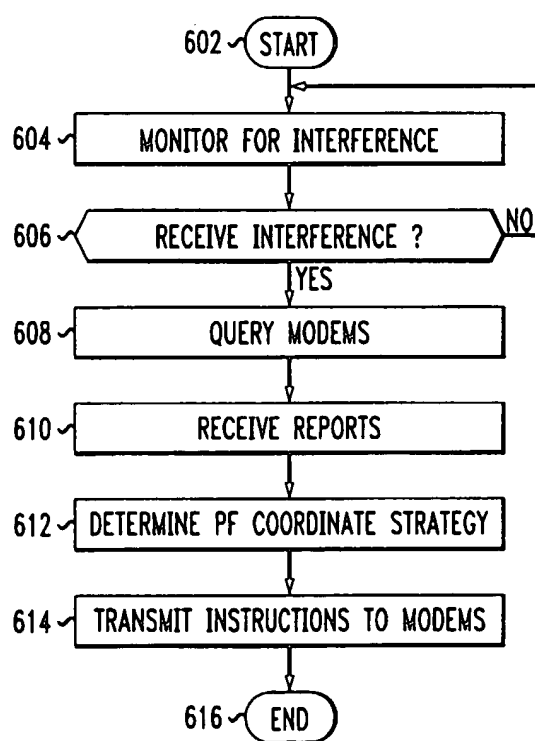 602 START
604 MONITOR FOR INTERFERENCE
606 RECEIVE INTERFERENCE ? NO
YES
608 QUERY MODEMS
610 RECEIVE REPORTS
612 DETERMINE PF COORDINATE STRATEGY
614 TRANSMIT INSTRUCTIONS TO MODEMS
616 END